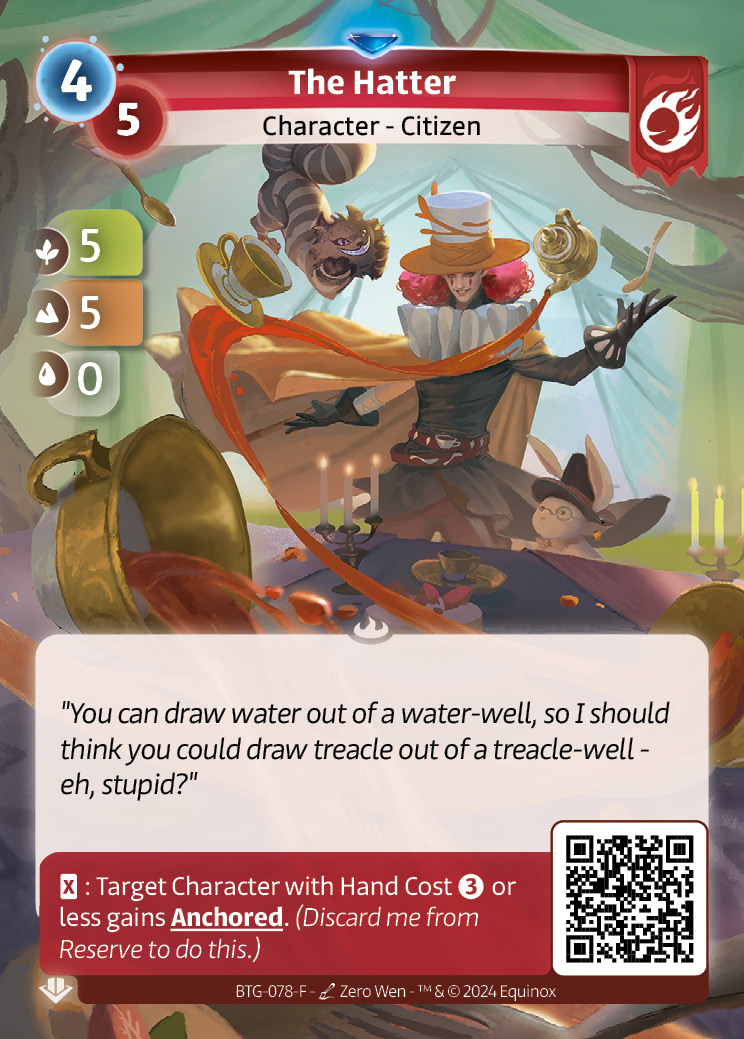 4
The Hatter
5
Character - Citizen
5
5
0
"You can draw water out of a water-well, so I should
think you could draw treacle out of a treacle-well -
eh, stupid?"
X : Target Character with Hand Cost 3 or
less gains Anchored. (Discard me from
Reserve to do this.)
BTG-078-F - Zero Wen - ™ & © 2024 Equinox